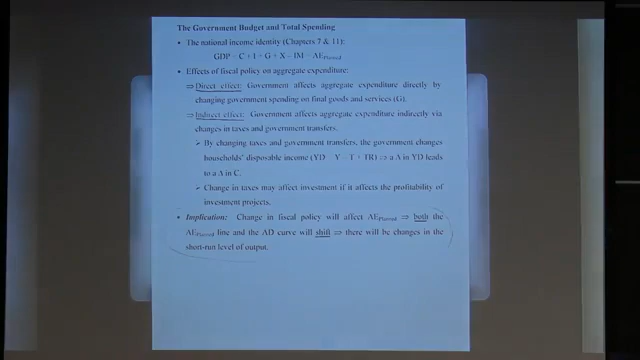 The Government Budget and Total Spending
• The national income identity (Chapters 7 & 11):
GDP = C + I + G + X – IM = AEPlanned
• Effects of fiscal policy on aggregate expenditure:
⇒ Direct effect: Government affects aggregate expenditure directly by
changing government spending on final goods and services (G).
⇒ Indirect effect: Government affects aggregate expenditure indirectly via
changes in taxes and government transfers.
➢ By changing taxes and government transfers, the government changes
households' disposable income (YD = Y – T + TR) ⇒ a Δ in YD leads
to a Δ in C.
➢ Change in taxes may affect investment if it affects the profitability of
investment projects.
• Implication: Change in fiscal policy will affect AEPlanned ⇒ both the
AEPlanned line and the AD curve will shift ⇒ there will be changes in the
short-run level of output.